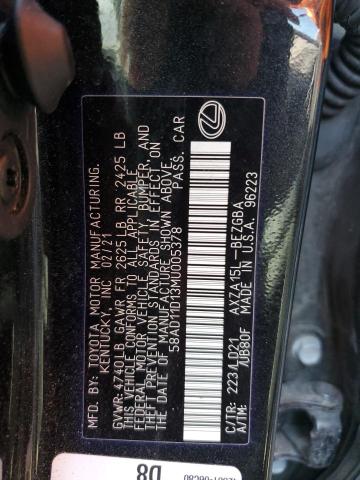 MFD. BY: TOYOTA MOTOR MANUFACTURING,
KENTUCKY, INC 02/21
GVWR: 4740LB GAWR FR 2625 LB RR 2425 LB
THIS VEHICLE CONFORMS TO ALL APPLICABLE
FEDERAL MOTOR VEHICLE SAFETY, BUMPER, AND
THEFT PREVENTION STANDARDS IN EFFECT ON
THE DATE OF MANUFACTURE SHOWN ABOVE.
58AD11D13MU005378 PASS. CAR
C/TR: 223 LD21 AXZA15L-BEZGBA
A/TM: /UB80F MADE IN U.S.A. 96223
D8